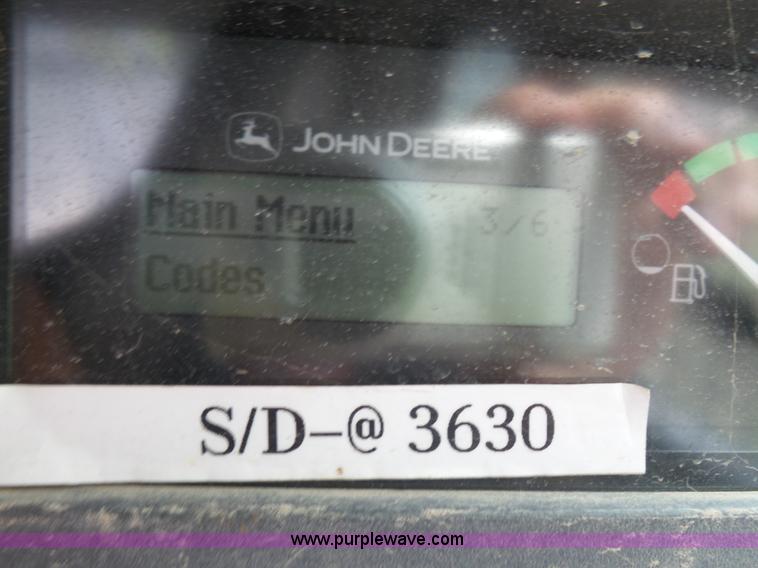 JOHN DEERE
Main Menu 3/6
Codes
S/D-@ 3630
www.purplewave.com